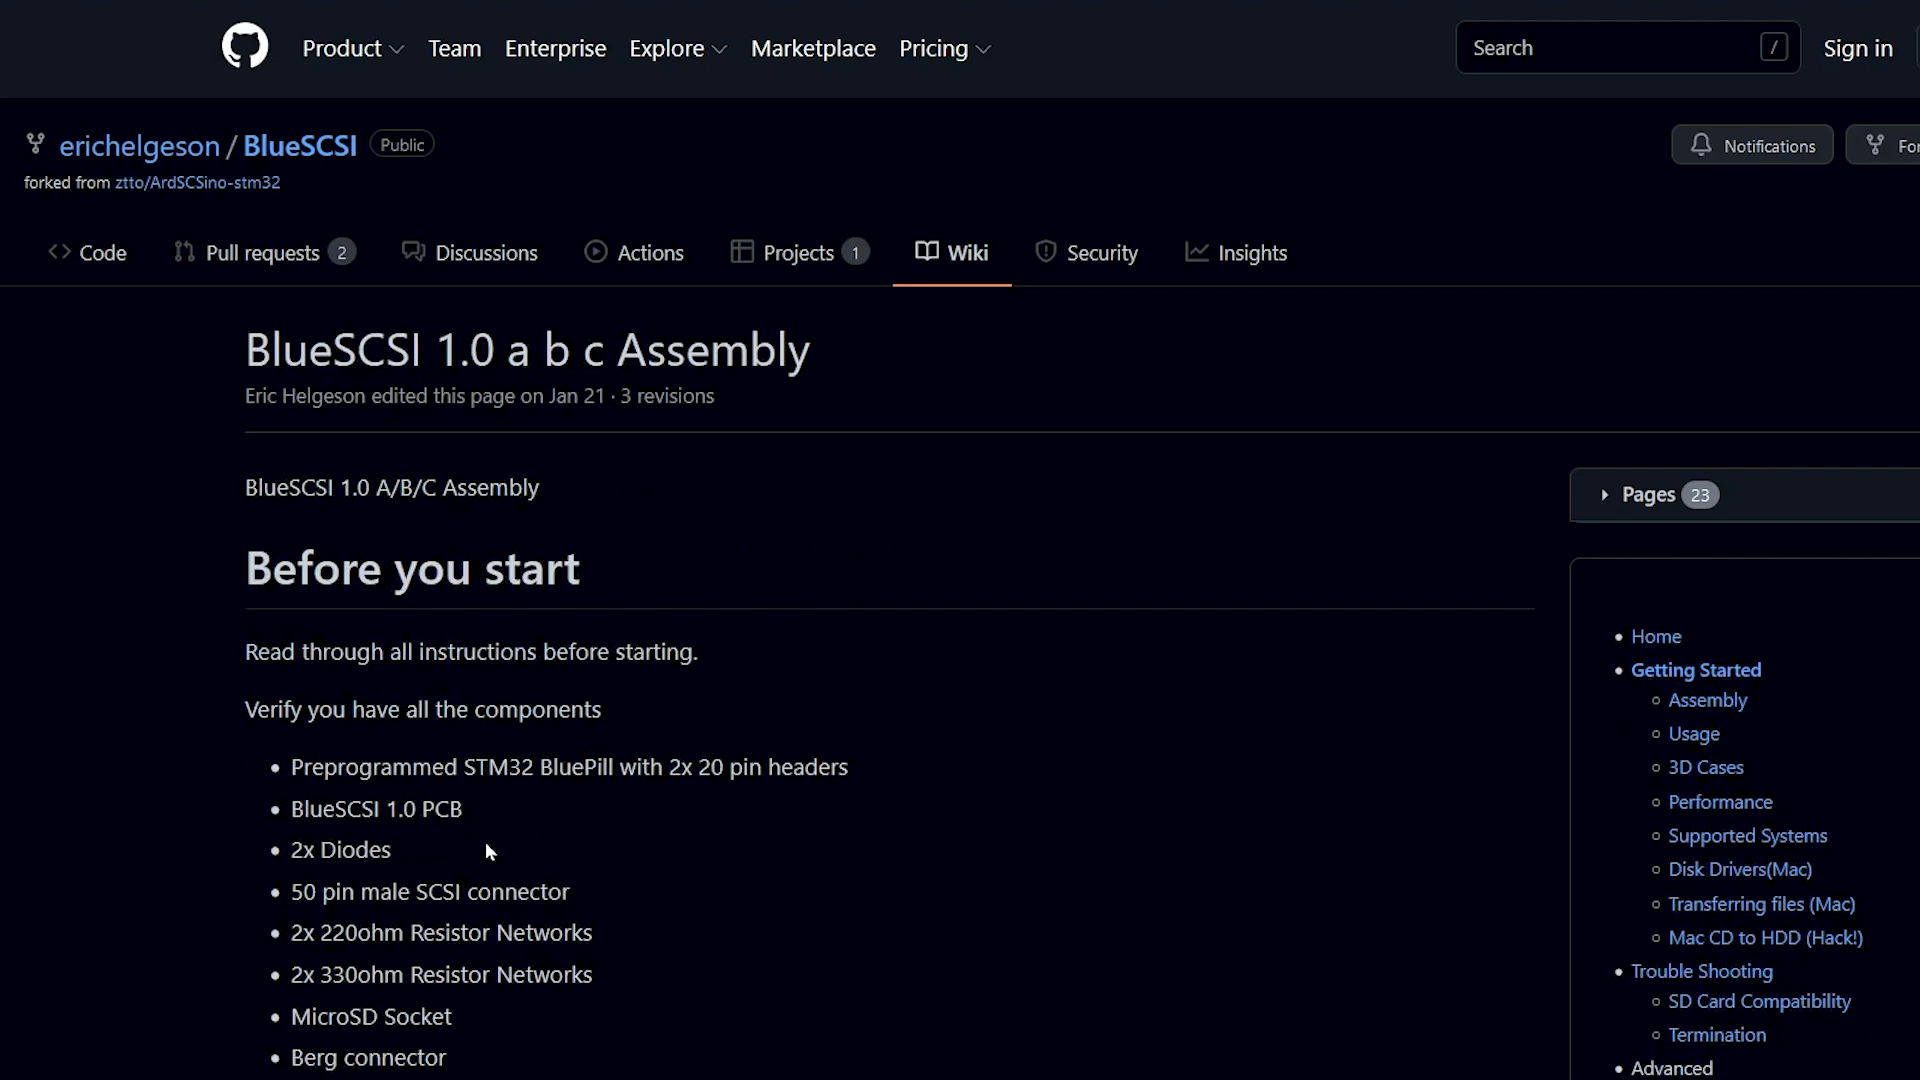 Product Team Enterprise Explore Marketplace Pricing
Search / Sign in
erichelgeson / BlueSCSI Public
Notifications
forked from ztto/ArdSCSino-stm32
Code Pull requests 2 Discussions Actions Projects 1 Wiki Security Insights
BlueSCSI 1.0 a b c Assembly
Eric Helgeson edited this page on Jan 21 · 3 revisions
BlueSCSI 1.0 A/B/C Assembly
Before you start
Read through all instructions before starting.
Verify you have all the components
• Preprogrammed STM32 BluePill with 2x 20 pin headers
• BlueSCSI 1.0 PCB
• 2x Diodes
• 50 pin male SCSI connector
• 2x 220ohm Resistor Networks
• 2x 330ohm Resistor Networks
• MicroSD Socket
• Berg connector
Pages 23
• Home
• Getting Started
Assembly
Usage
3D Cases
Performance
Supported Systems
Disk Drivers(Mac)
Transferring files (Mac)
Mac CD to HDD (Hack!)
• Trouble Shooting
SD Card Compatibility
Termination
• Advanced